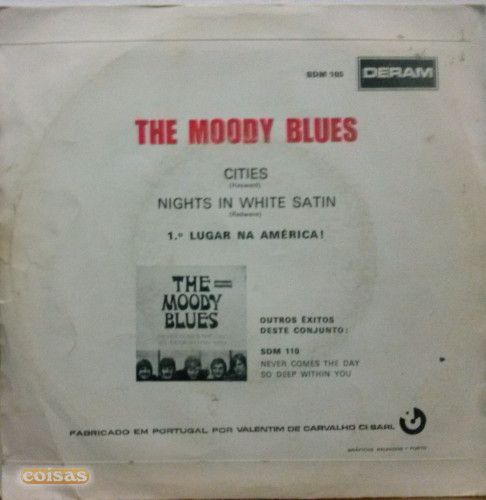 SDM 105
DERAM
THE MOODY BLUES
CITIES
(Hayward)
NIGHTS IN WHITE SATIN
(Redwave)
1.º LUGAR NA AMÉRICA!
THE
MOODY
BLUES
OUTROS ÊXITOS
DESTE CONJUNTO:
SDM 110
NEVER COMES THE DAY
SO DEEP WITHIN YOU
FABRICADO EM PORTUGAL POR VALENTIM DE CARVALHO CI SARL
coisas